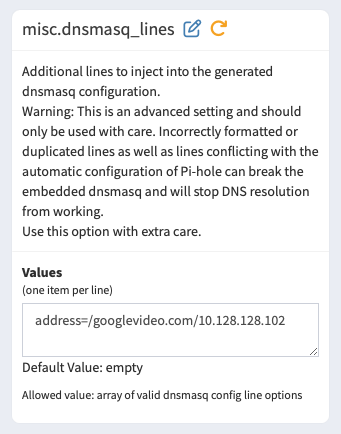 misc.dnsmasq_lines
Additional lines to inject into the generated
dnsmasq configuration.
Warning: This is an advanced setting and should
only be used with care. Incorrectly formatted or
duplicated lines as well as lines conflicting with the
automatic configuration of Pi-hole can break the
embedded dnsmasq and will stop DNS resolution
from working.
Use this option with extra care.
Values
(one item per line)
address=/googlevideo.com/10.128.128.102
Default Value: empty
Allowed value: array of valid dnsmasq config line options